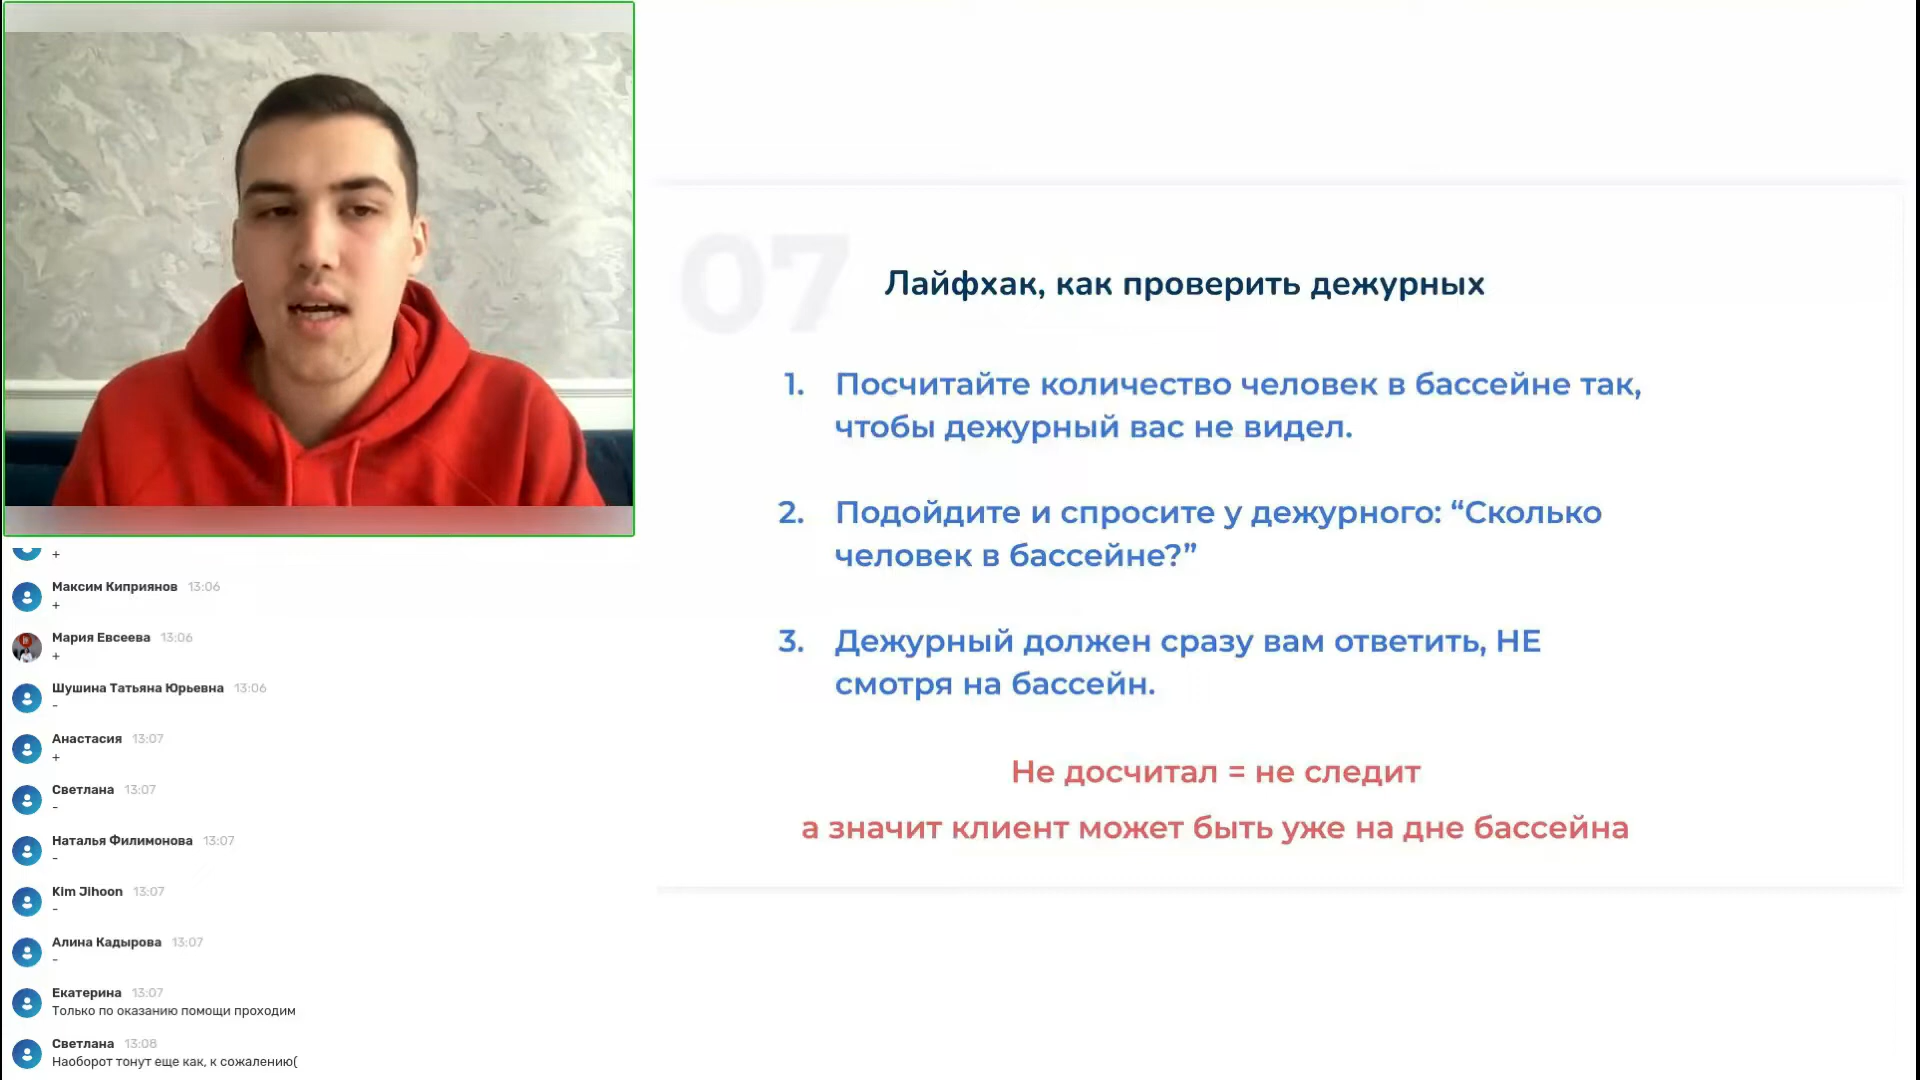 07
Лайфхак, как проверить дежурных
1. Посчитайте количество человек в бассейне так,
чтобы дежурный вас не видел.
2. Подойдите и спросите у дежурного: “Сколько
человек в бассейне?”
3. Дежурный должен сразу вам ответить, НЕ
смотря на бассейн.
Не досчитал = не следит
а значит клиент может быть уже на дне бассейна
+
Максим Киприянов 13:06
+
Мария Евсеева 13:06
+
Шушина Татьяна Юрьевна 13:06
-
Анастасия 13:07
+
Светлана 13:07
-
Наталья Филимонова 13:07
-
Kim Jihoon 13:07
-
Алина Кадырова 13:07
-
Екатерина 13:07
Только по оказанию помощи проходим
Светлана 13:08
Наоборот тонут еще как, к сожалению(